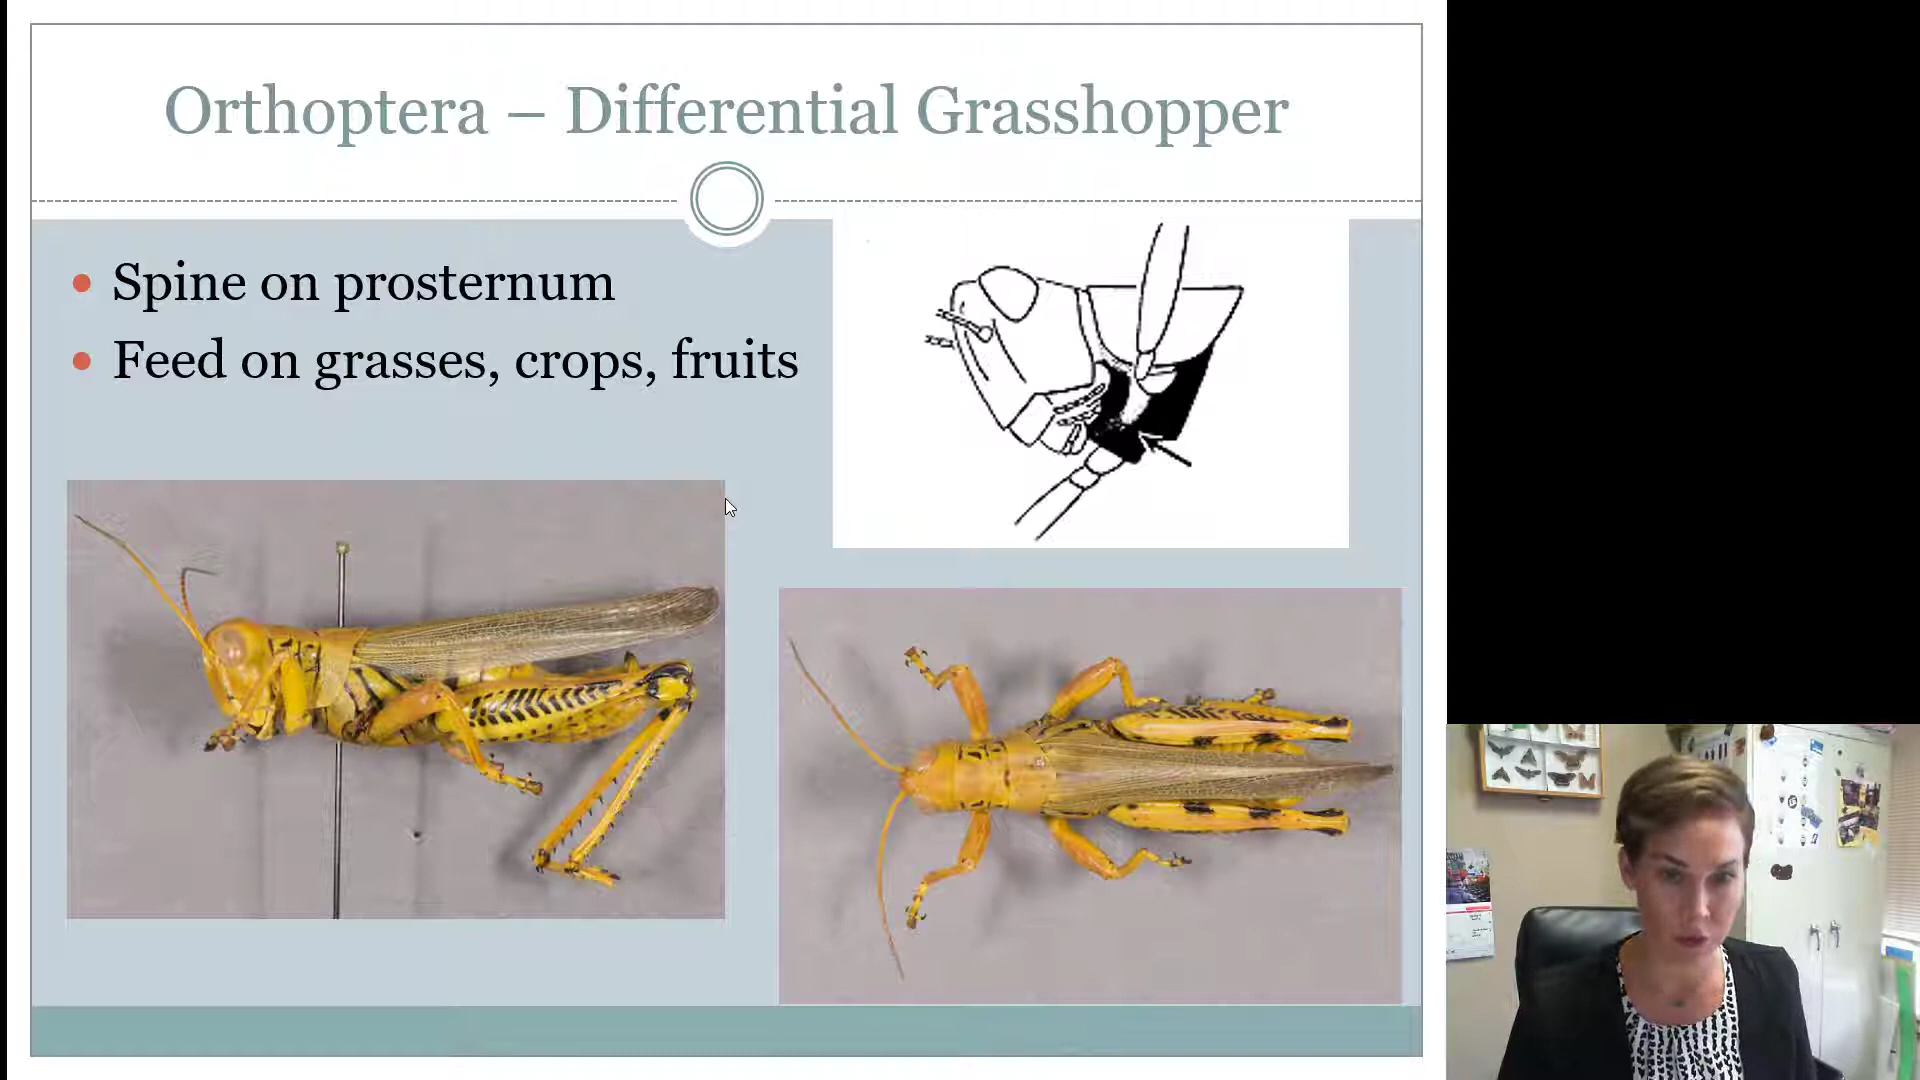 Orthoptera – Differential Grasshopper
Spine on prosternum
Feed on grasses, crops, fruits